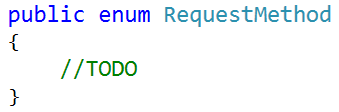 public enum RequestMethod
{
    //TODO
}